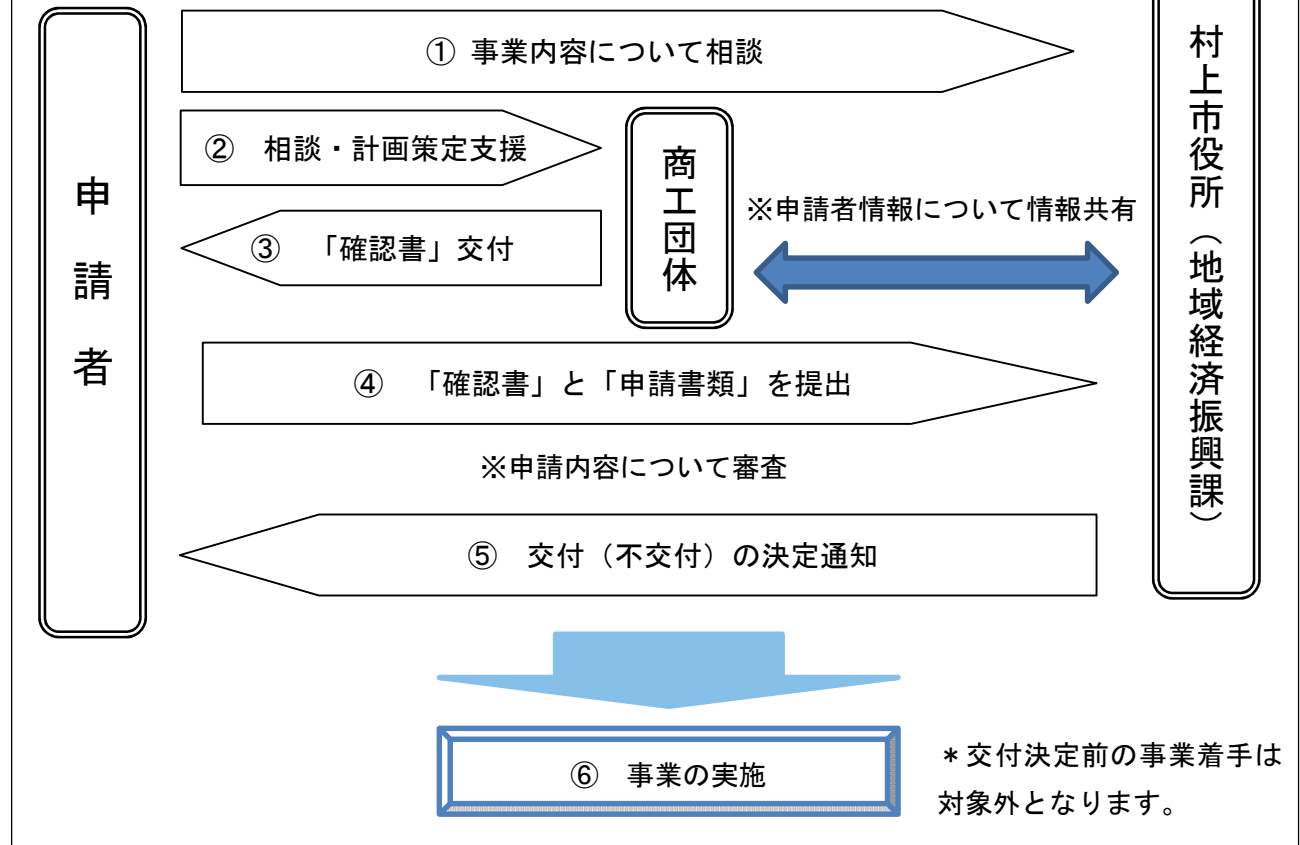 申請者
① 事業内容について相談
② 相談・計画策定支援
③ 「確認書」交付
商工団体
※申請者情報について情報共有
村上市役所（地域経済振興課）
④ 「確認書」と「申請書類」を提出
※申請内容について審査
⑤ 交付（不交付）の決定通知
⑥ 事業の実施
＊交付決定前の事業着手は
対象外となります。